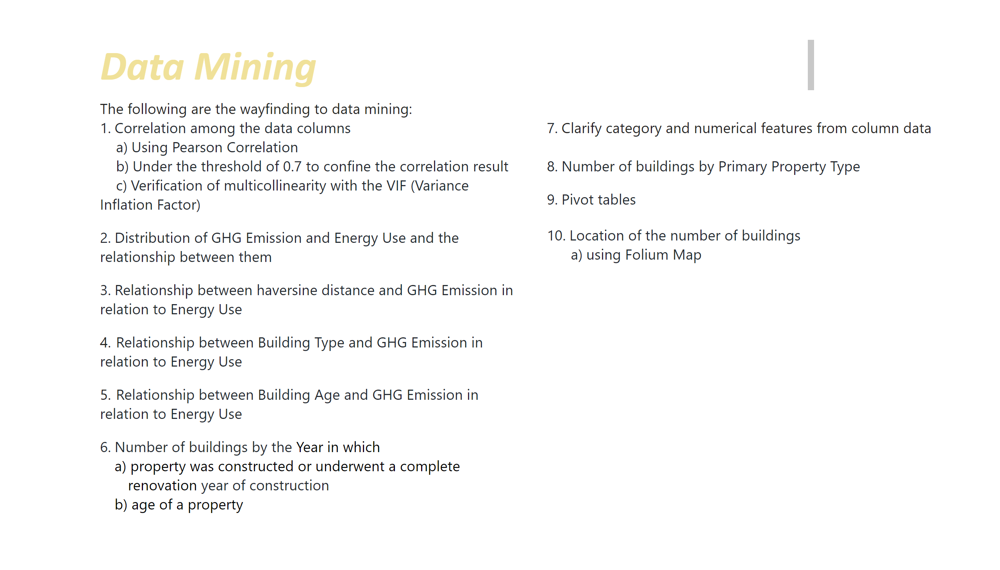 Data Mining
The following are the wayfinding to data mining:
1. Correlation among the data columns
a) Using Pearson Correlation
b) Under the threshold of 0.7 to confine the correlation result
c) Verification of multicollinearity with the VIF (Variance
Inflation Factor)
2. Distribution of GHG Emission and Energy Use and the
relationship between them
3. Relationship between haversine distance and GHG Emission in
relation to Energy Use
4. Relationship between Building Type and GHG Emission in
relation to Energy Use
5. Relationship between Building Age and GHG Emission in
relation to Energy Use
6. Number of buildings by the Year in which
a) property was constructed or underwent a complete
renovation year of construction
b) age of a property
7. Clarify category and numerical features from column data
8. Number of buildings by Primary Property Type
9. Pivot tables
10. Location of the number of buildings
a) using Folium Map